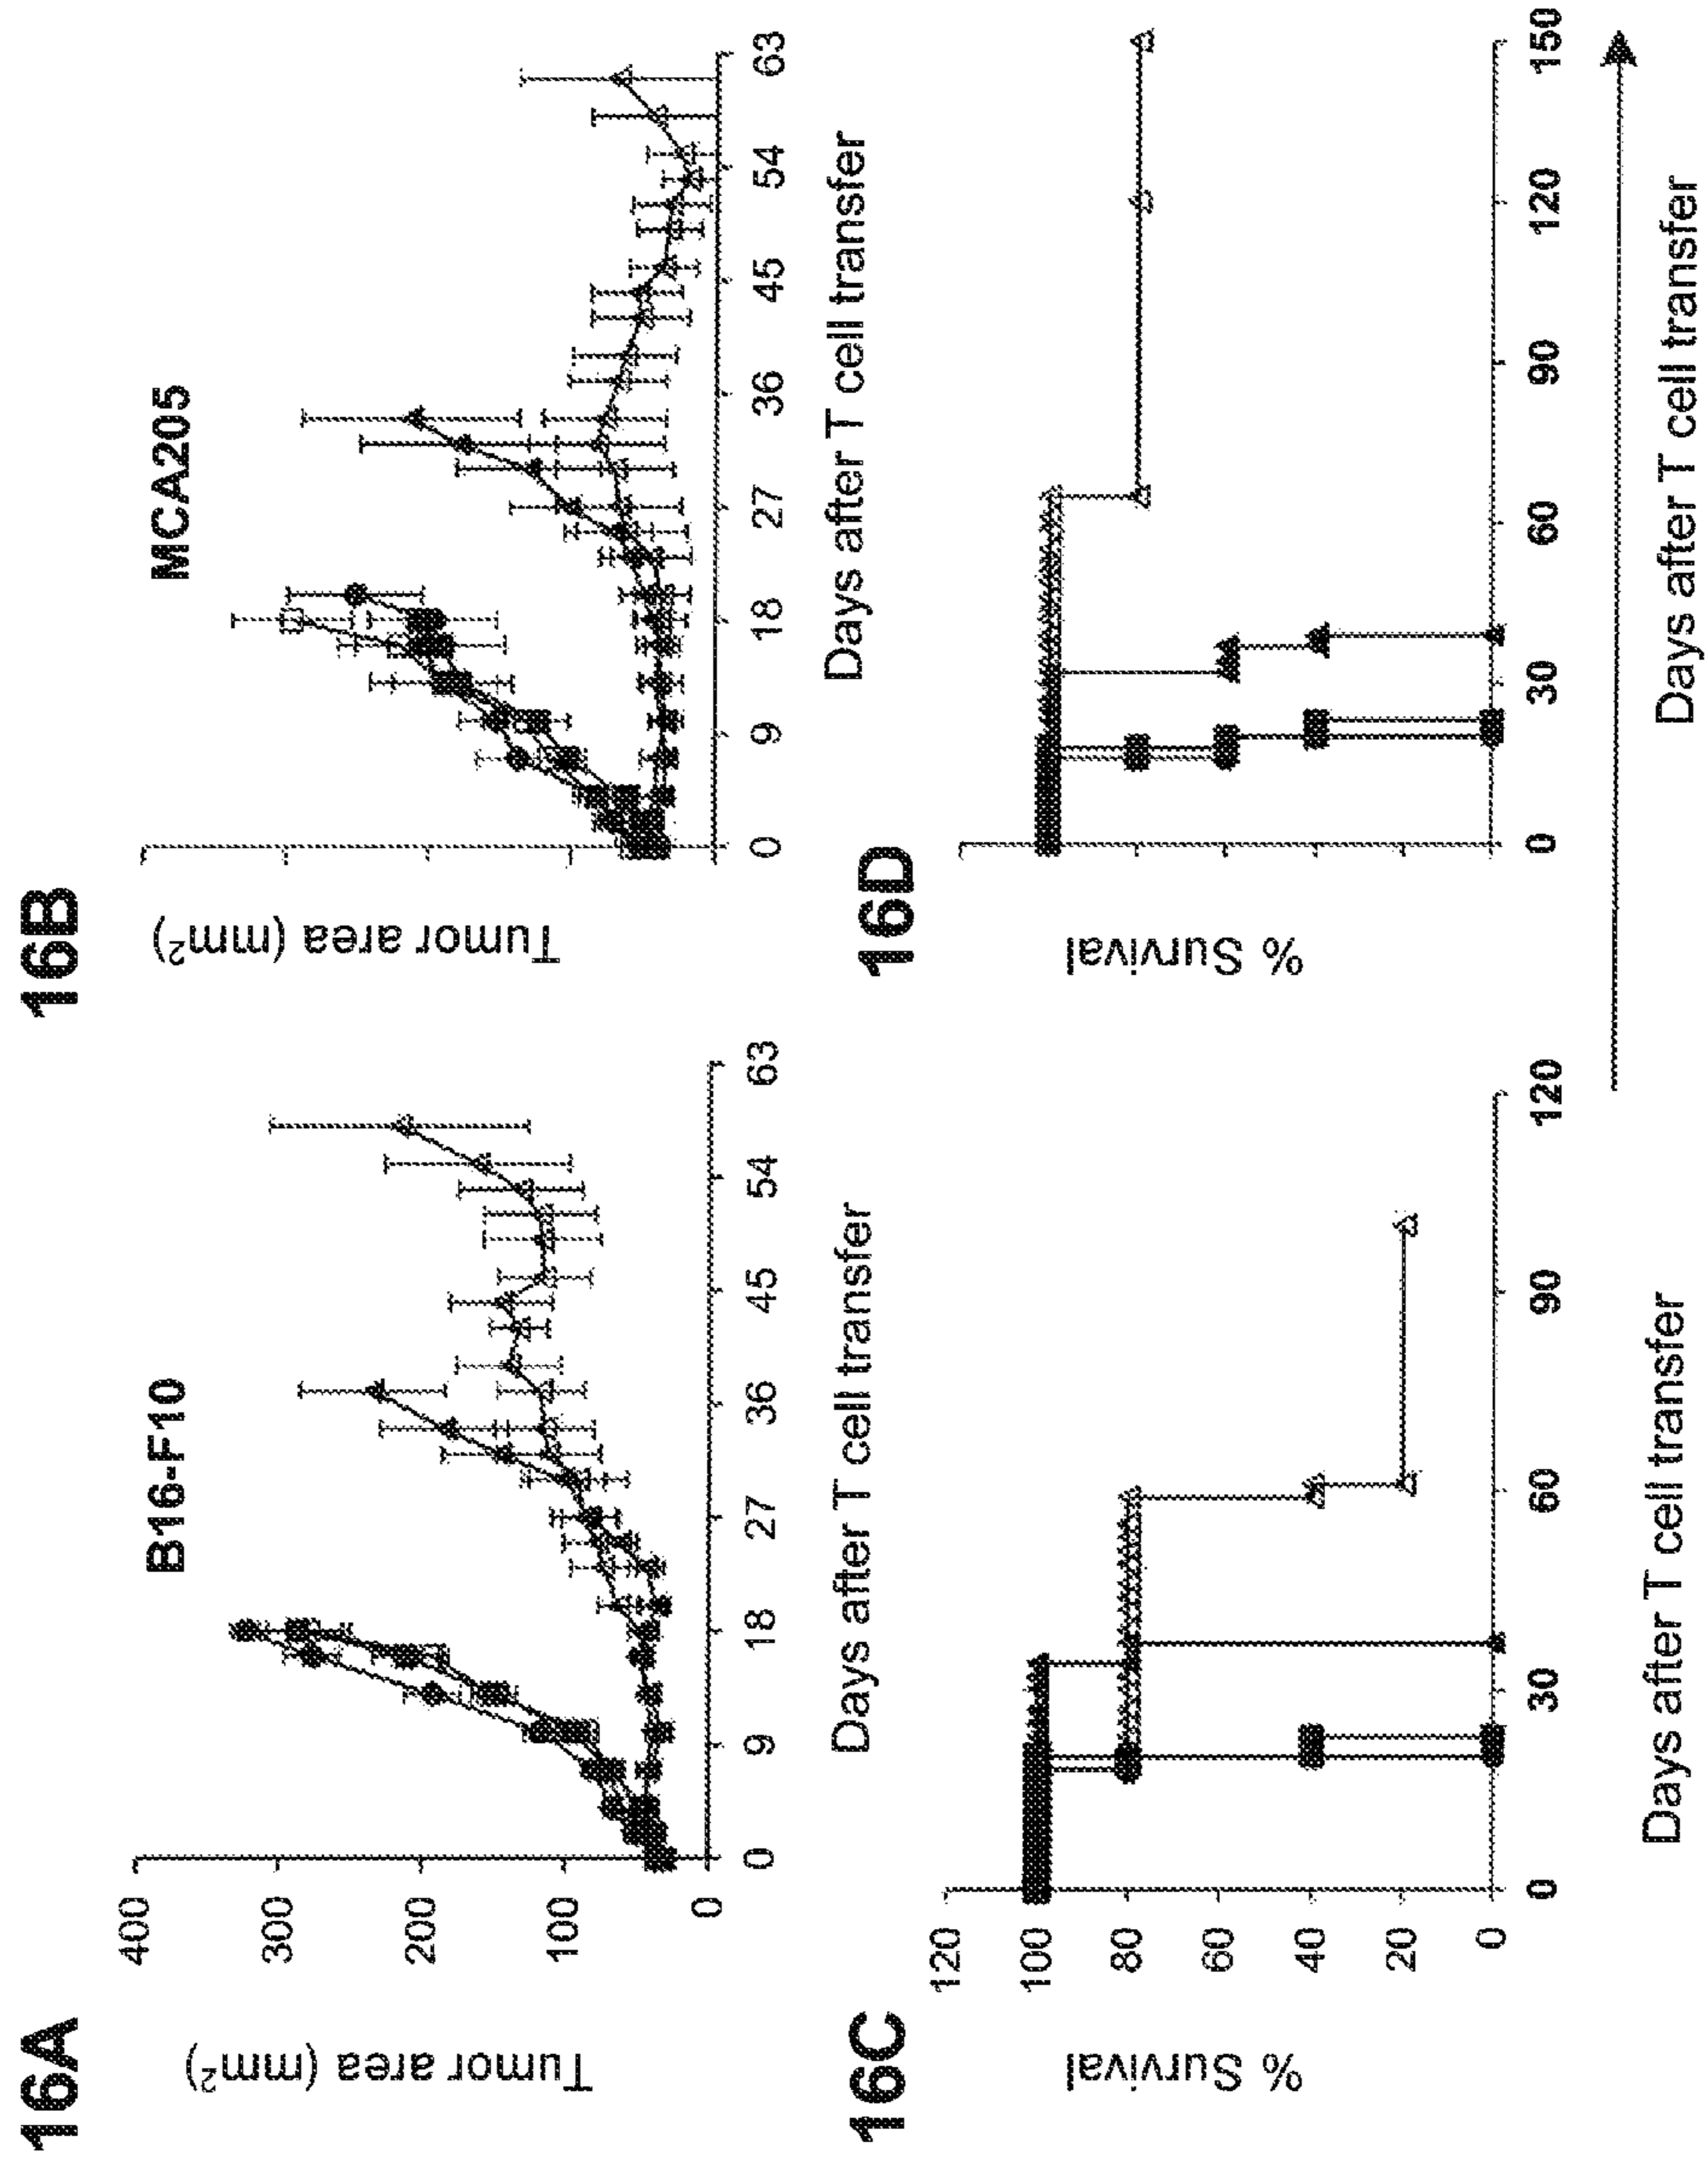 16A
B16-F10
Tumor area (mm²)
400
300
200
100
0
0 9 18 27 36 45 54 63
Days after T cell transfer
16B
MCA205
Tumor area (mm²)
0 9 18 27 36 45 54 63
Days after T cell transfer
16C
% Survival
120
100
80
60
40
20
0
0 30 60 90 120
Days after T cell transfer
16D
% Survival
0 30 60 90 120 150
Days after T cell transfer